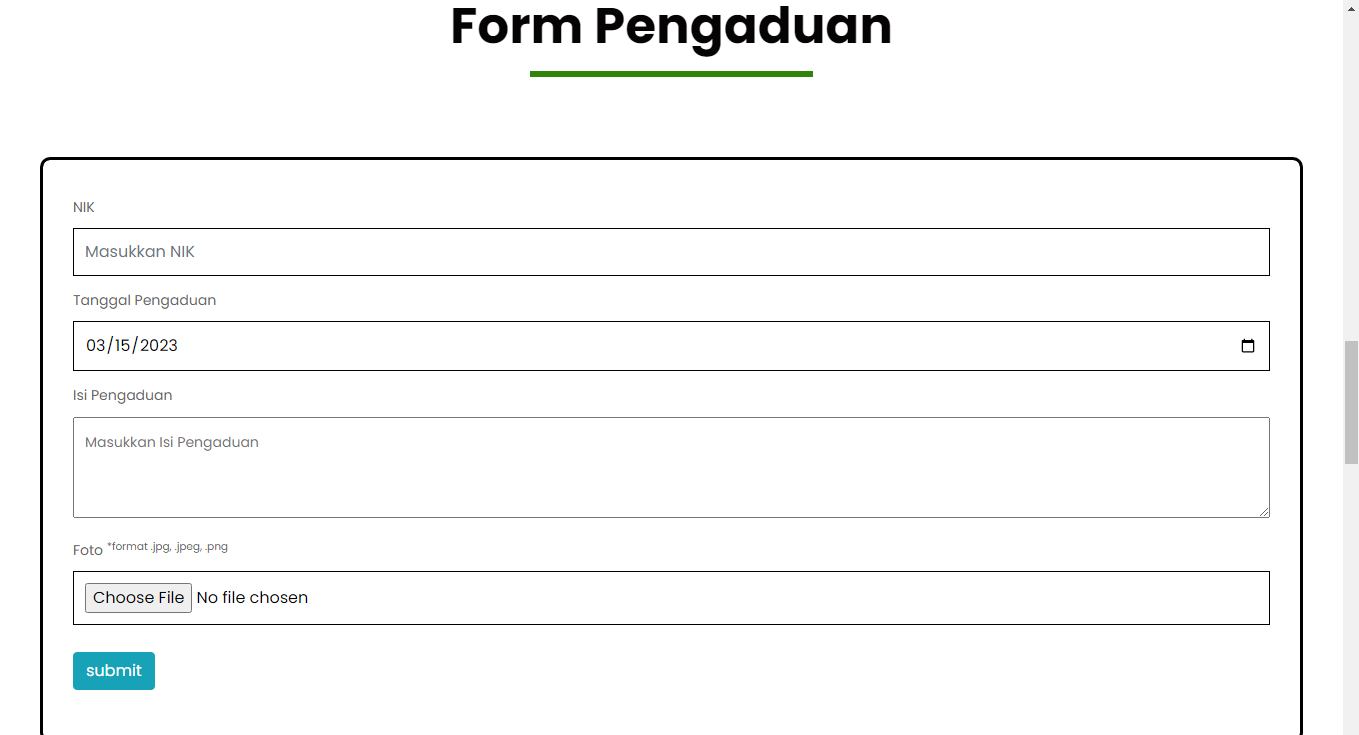 Form Pengaduan
NIK
Masukkan NIK
Tanggal Pengaduan
03/15/2023
Isi Pengaduan
Masukkan Isi Pengaduan
Foto *format .jpg, .jpeg, .png
Choose File No file chosen
submit